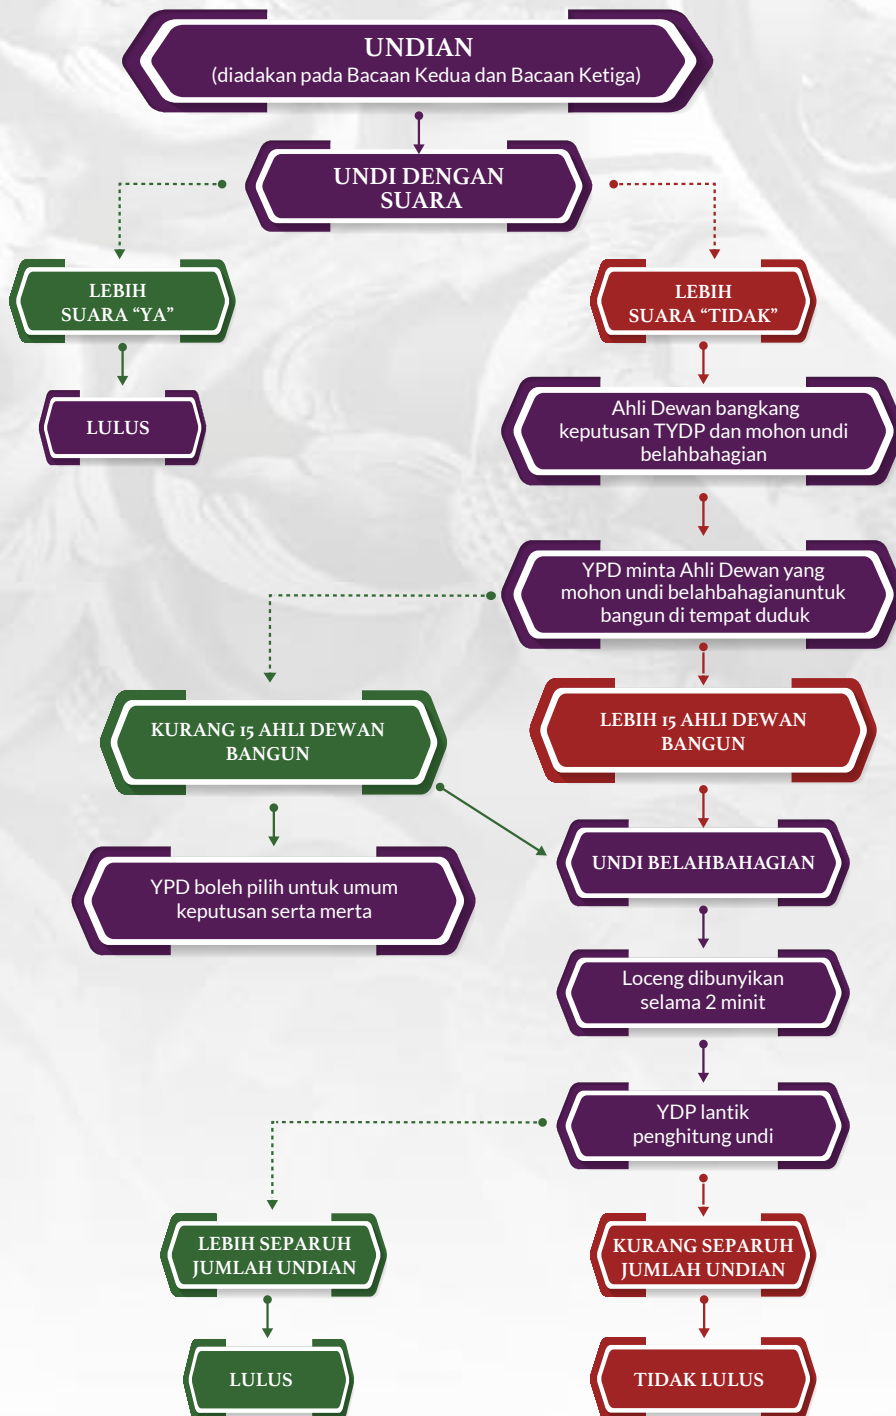 UNDIAN
(diadakan pada Bacaan Kedua dan Bacaan Ketiga)
UNDI DENGAN
SUARA
LEBIH
SUARA “YA”
LEBIH
SUARA “TIDAK”
LULUS
Ahli Dewan bangkang
keputusan TYDP dan mohon undi
belahbahagian
YPD minta Ahli Dewan yang
mohon undi belahbahagianuntuk
bangun di tempat duduk
KURANG 15 AHLI DEWAN
BANGUN
LEBIH 15 AHLI DEWAN
BANGUN
YPD boleh pilih untuk umum
keputusan serta merta
UNDI BELAHBAHAGIAN
Loceng dibunyikan
selama 2 minit
YDP lantik
penghitung undi
LEBIH SEPARUH
JUMLAH UNDIAN
KURANG SEPARUH
JUMLAH UNDIAN
LULUS
TIDAK LULUS